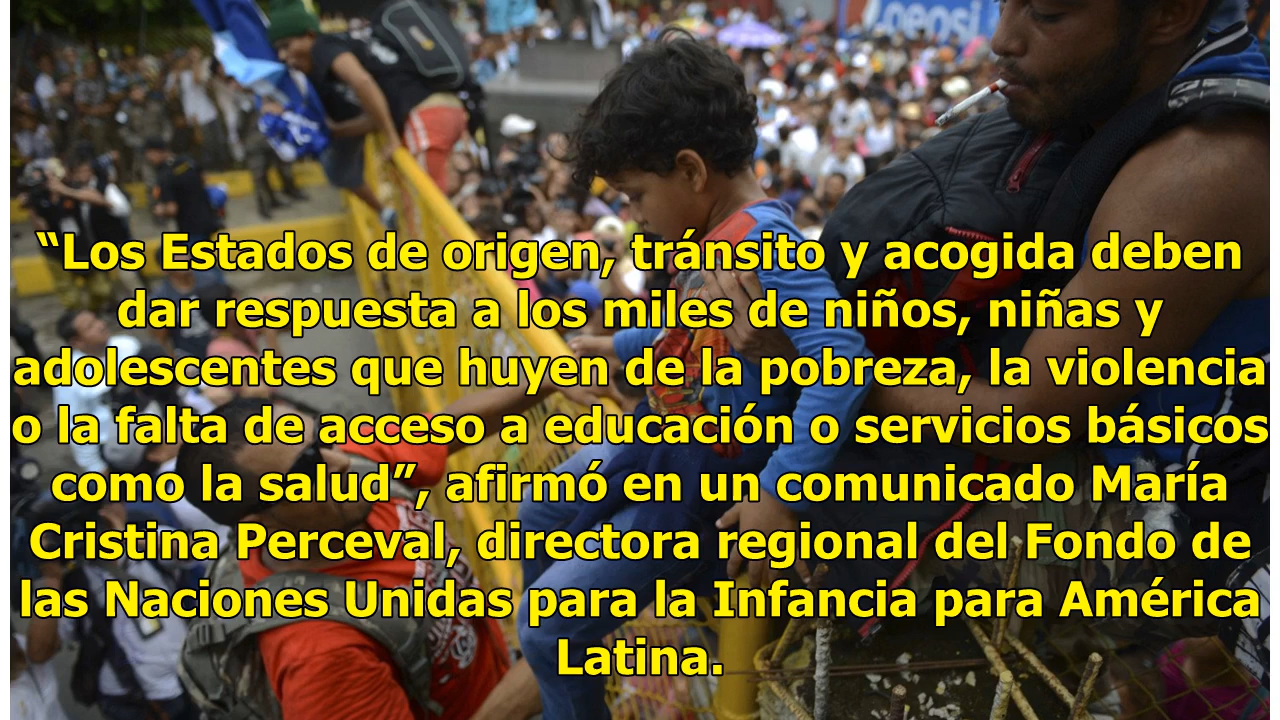 pepsi
“Los Estados de origen, tránsito y acogida deben
dar respuesta a los miles de niños, niñas y
adolescentes que huyen de la pobreza, la violencia
o la falta de acceso a educación o servicios básicos
como la salud”, afirmó en un comunicado María
Cristina Perceval, directora regional del Fondo de
las Naciones Unidas para la Infancia para América
Latina.